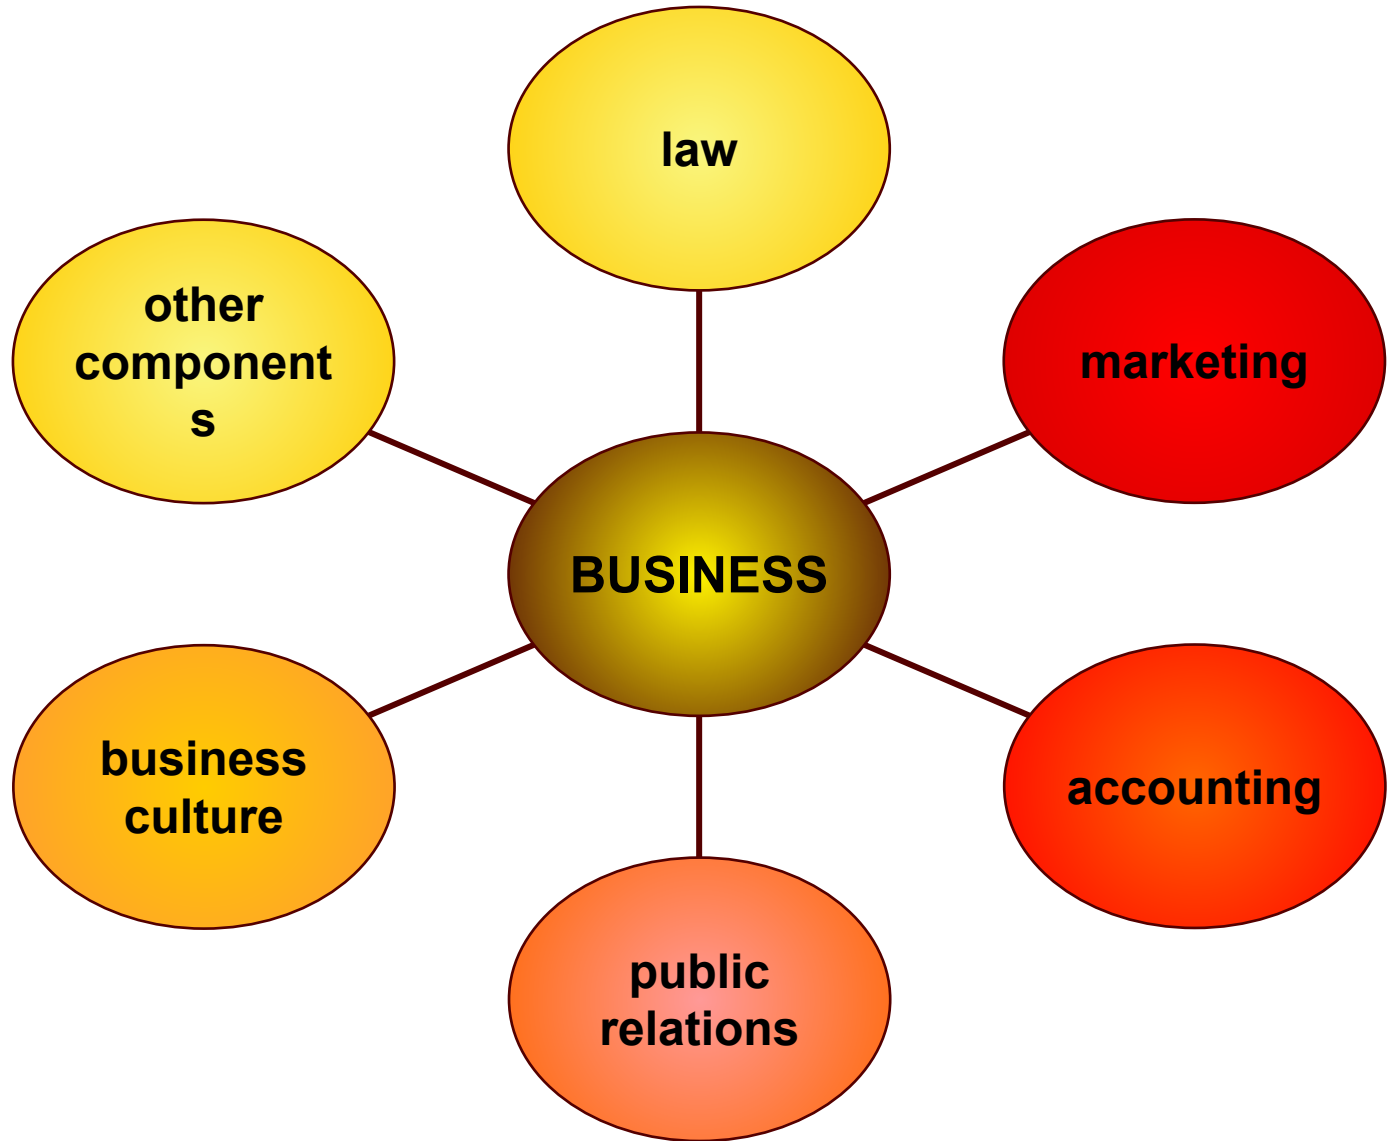 law
other
component
s
marketing
BUSINESS
business
culture
accounting
public
relations